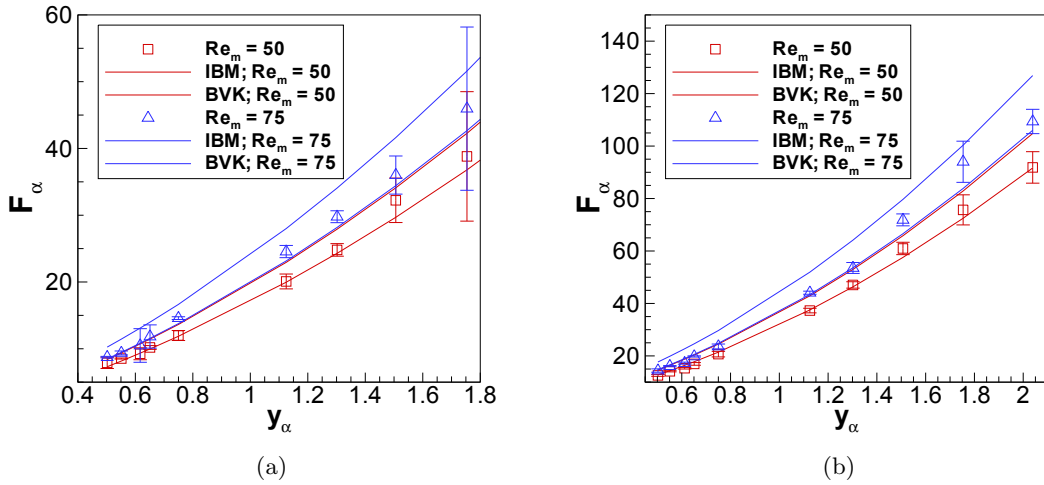 60
40
20
F_α
0.4
0.6
0.8
1
1.2
1.4
1.6
1.8
y_α
Re_m = 50
IBM; Re_m = 50
BVK; Re_m = 50
Re_m = 75
IBM; Re_m = 75
BVK; Re_m = 75
(a)
140
120
100
80
60
40
20
F_α
0.6
0.8
1
1.2
1.4
1.6
1.8
2
y_α
Re_m = 50
IBM; Re_m = 50
BVK; Re_m = 50
Re_m = 75
IBM; Re_m = 75
BVK; Re_m = 75
(b)